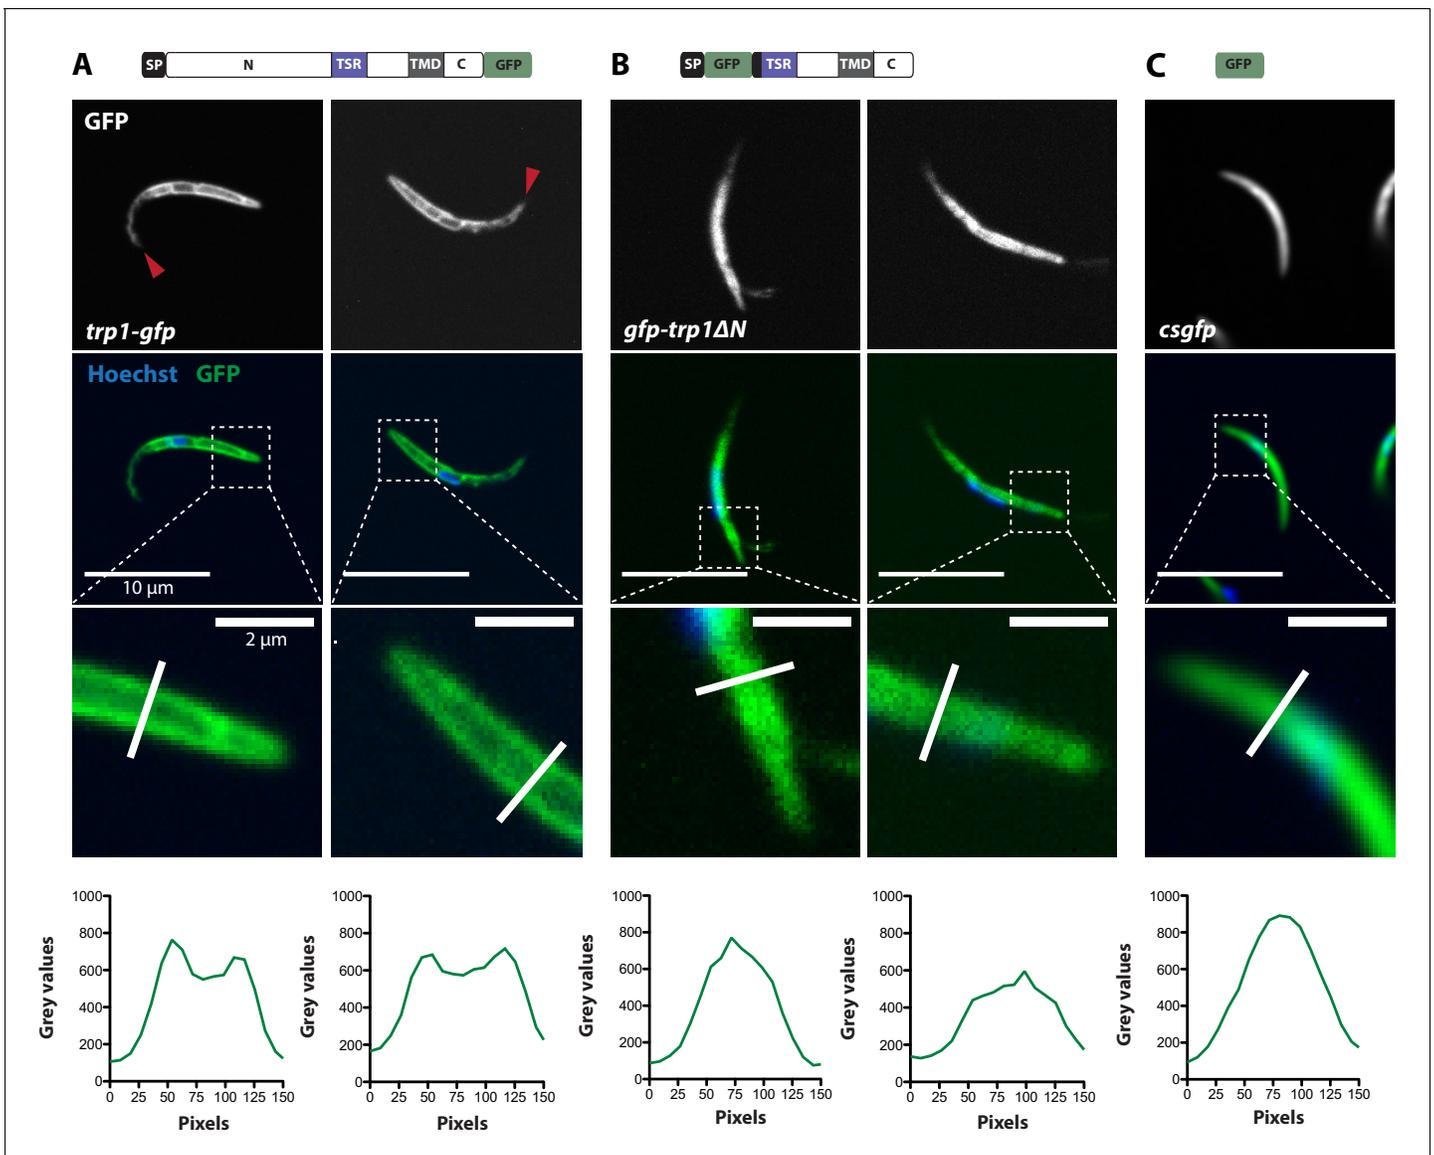 A
SP N TSR TMD C GFP
B
SP GFP TSR TMD C
C
GFP
GFP
trp1-gfp
gfp-trp1ΔN
csgfp
Hoechst GFP
10 μm
2 μm
Grey values
1000
800
600
400
200
0
0 25 50 75 100 125 150
Pixels
Grey values
1000
800
600
400
200
0
0 25 50 75 100 125 150
Pixels
Grey values
1000
800
600
400
200
0
0 25 50 75 100 125 150
Pixels
Grey values
1000
800
600
400
200
0
0 25 50 75 100 125 150
Pixels
Grey values
1000
800
600
400
200
0
0 25 50 75 100 125 150
Pixels